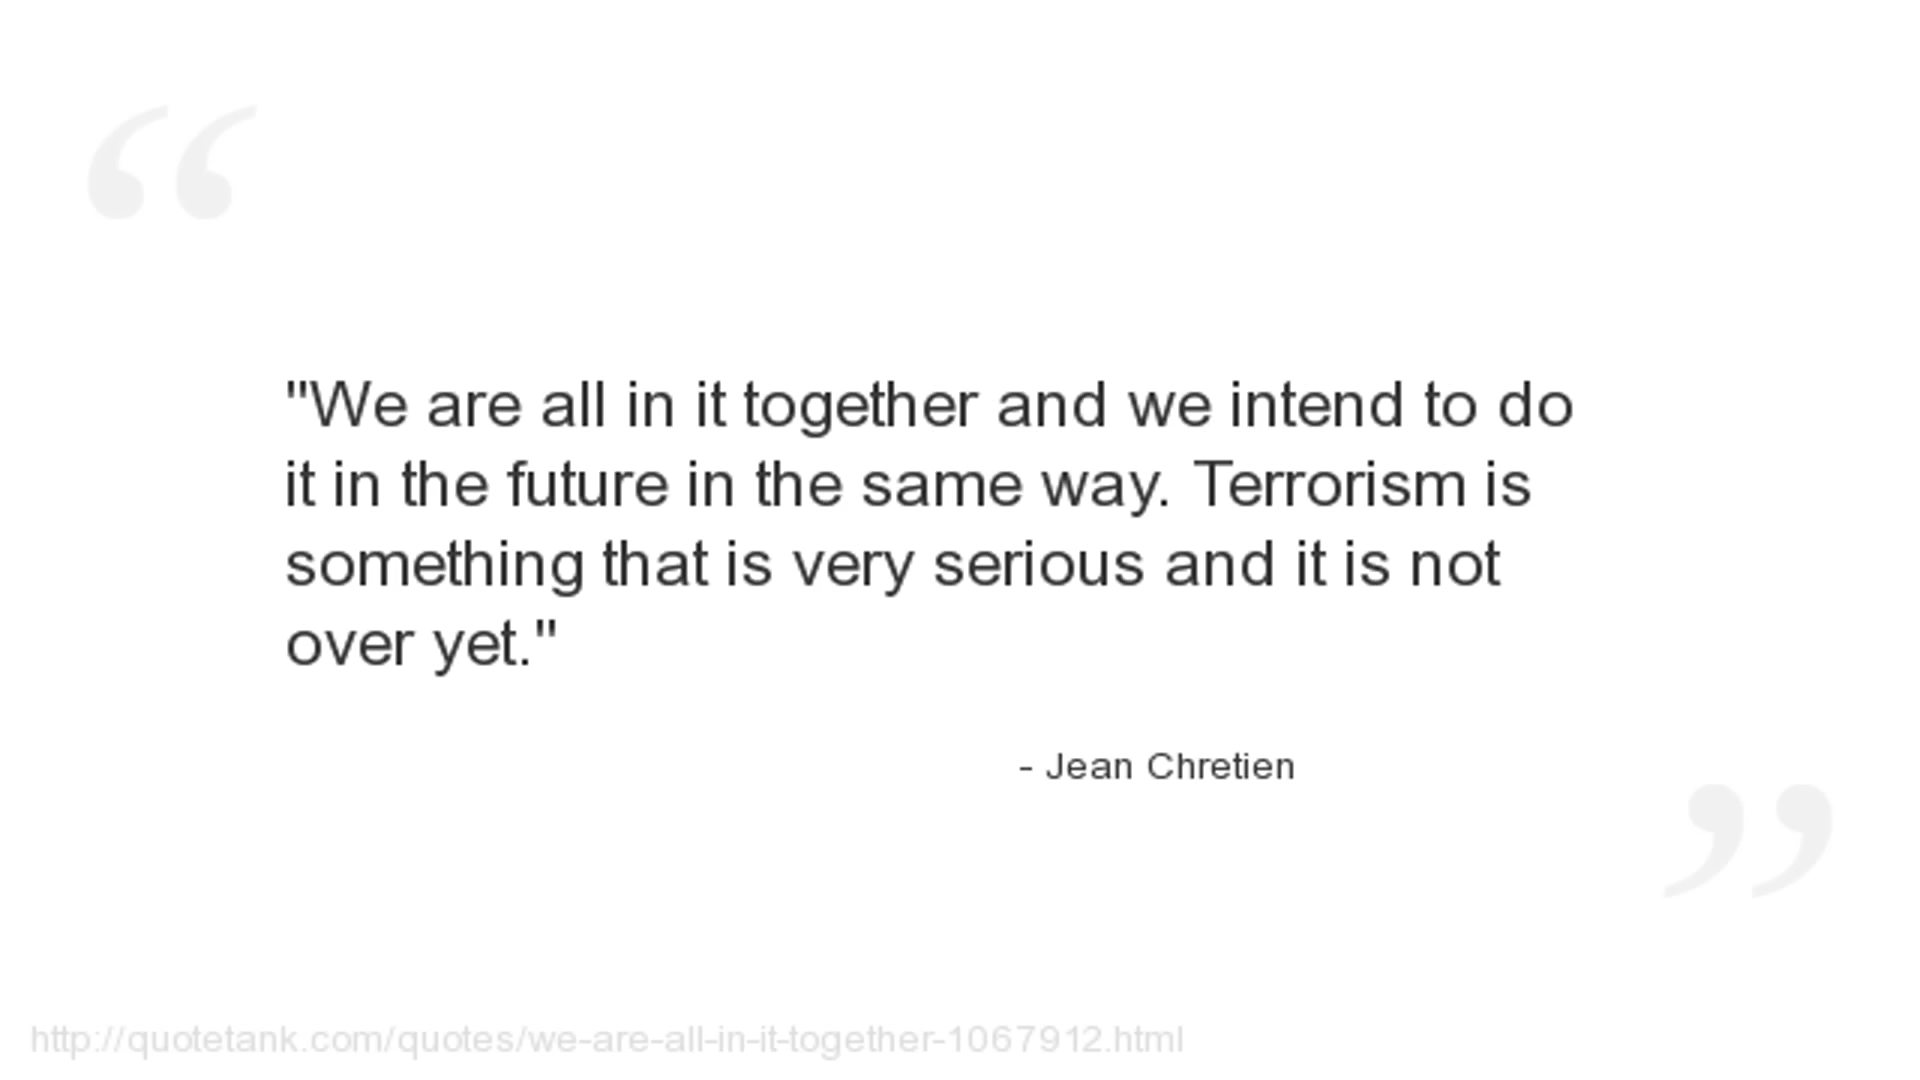 "We are all in it together and we intend to do
it in the future in the same way. Terrorism is
something that is very serious and it is not
over yet."
- Jean Chretien
http://quotetank.com/quotes/we-are-all-in-it-together-1067912.html